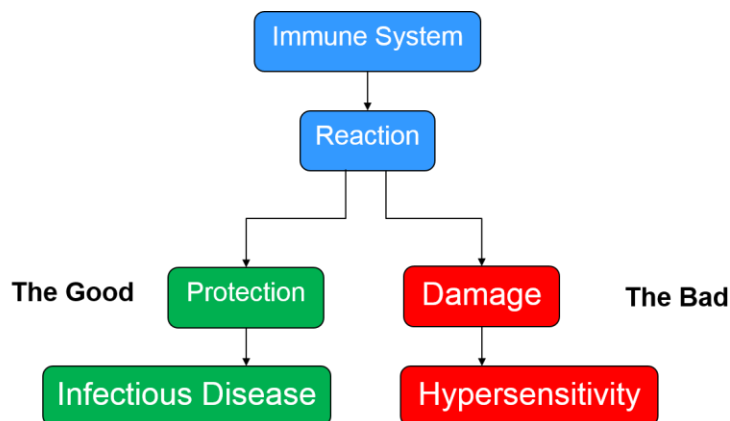 Immune System
Reaction
The Good
Protection
Damage
The Bad
Infectious Disease
Hypersensitivity